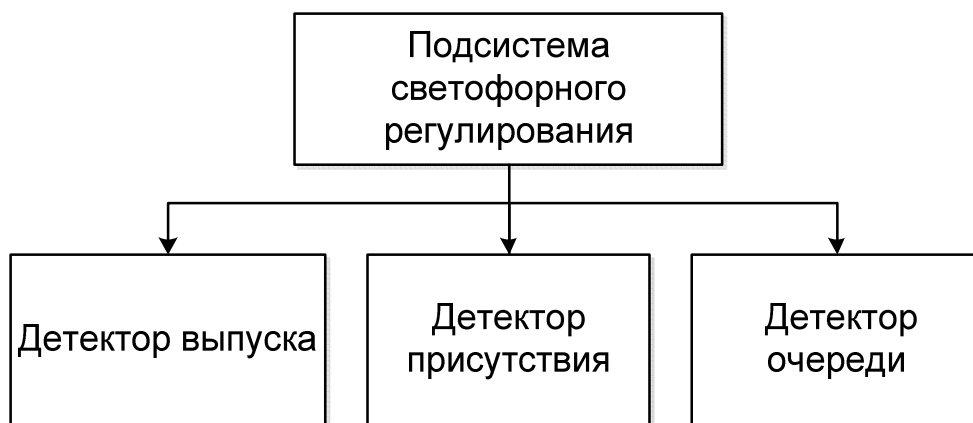 Подсистема
светофорного
регулирования
Детектор выпуска
Детектор
присутствия
Детектор
очереди